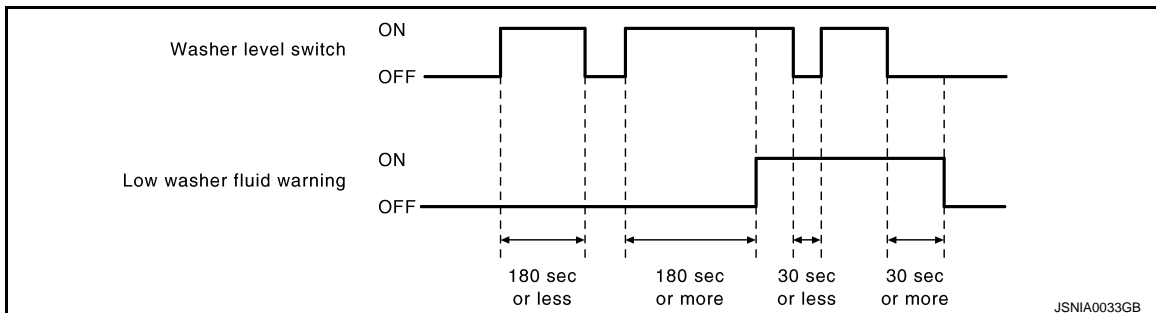 Washer level switch
ON
OFF
Low washer fluid warning
ON
OFF
180 sec
or less
180 sec
or more
30 sec
or less
30 sec
or more
JSNIA0033GB